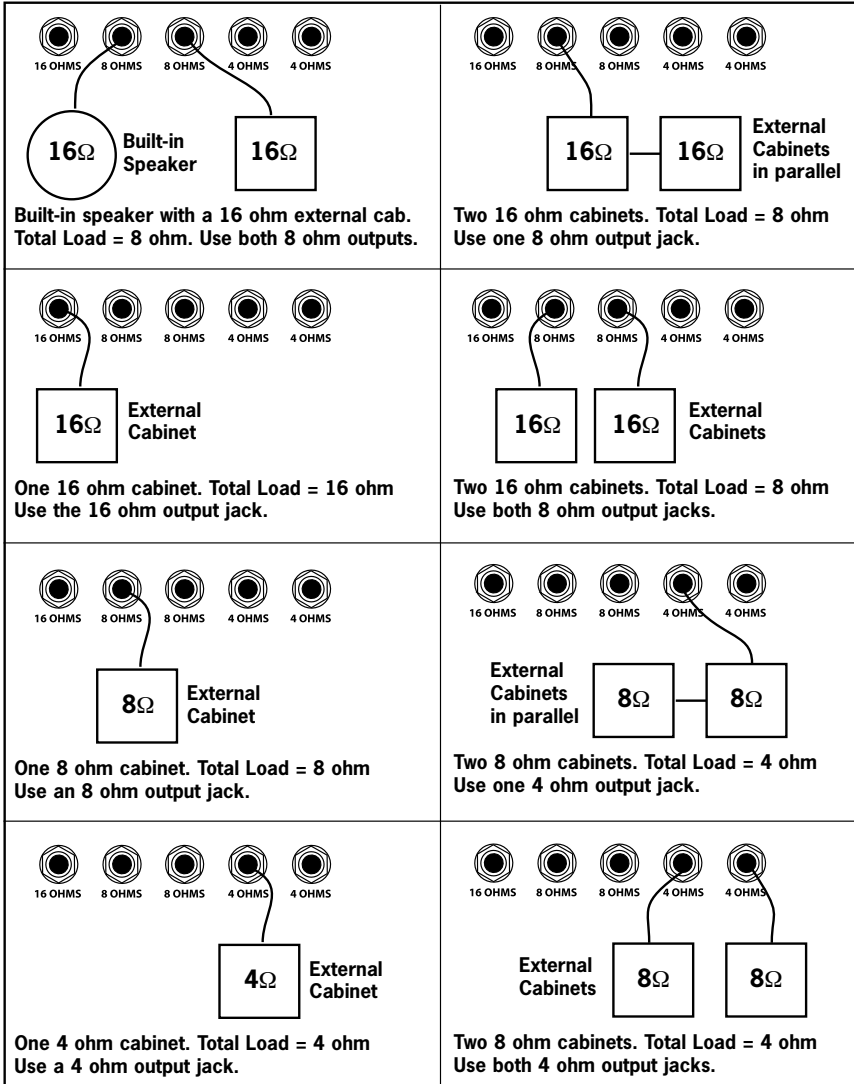 16 OHMS 8 OHMS 8 OHMS 4 OHMS 4 OHMS
16Ω
Built-in
Speaker
16Ω
Built-in speaker with a 16 ohm external cab.
Total Load = 8 ohm. Use both 8 ohm outputs.
16 OHMS 8 OHMS 8 OHMS 4 OHMS 4 OHMS
16Ω
16Ω
External
Cabinets
in parallel
Two 16 ohm cabinets. Total Load = 8 ohm
Use one 8 ohm output jack.
16 OHMS 8 OHMS 8 OHMS 4 OHMS 4 OHMS
16Ω
External
Cabinet
One 16 ohm cabinet. Total Load = 16 ohm
Use the 16 ohm output jack.
16 OHMS 8 OHMS 8 OHMS 4 OHMS 4 OHMS
16Ω
16Ω
External
Cabinets
Two 16 ohm cabinets. Total Load = 8 ohm
Use both 8 ohm output jacks.
16 OHMS 8 OHMS 8 OHMS 4 OHMS 4 OHMS
8Ω
External
Cabinet
One 8 ohm cabinet. Total Load = 8 ohm
Use an 8 ohm output jack.
16 OHMS 8 OHMS 8 OHMS 4 OHMS 4 OHMS
External
Cabinets
in parallel
8Ω
8Ω
Two 8 ohm cabinets. Total Load = 4 ohm
Use one 4 ohm output jack.
16 OHMS 8 OHMS 8 OHMS 4 OHMS 4 OHMS
4Ω
External
Cabinet
One 4 ohm cabinet. Total Load = 4 ohm
Use a 4 ohm output jack.
16 OHMS 8 OHMS 8 OHMS 4 OHMS 4 OHMS
External
Cabinets
8Ω
8Ω
Two 8 ohm cabinets. Total Load = 4 ohm
Use both 4 ohm output jacks.